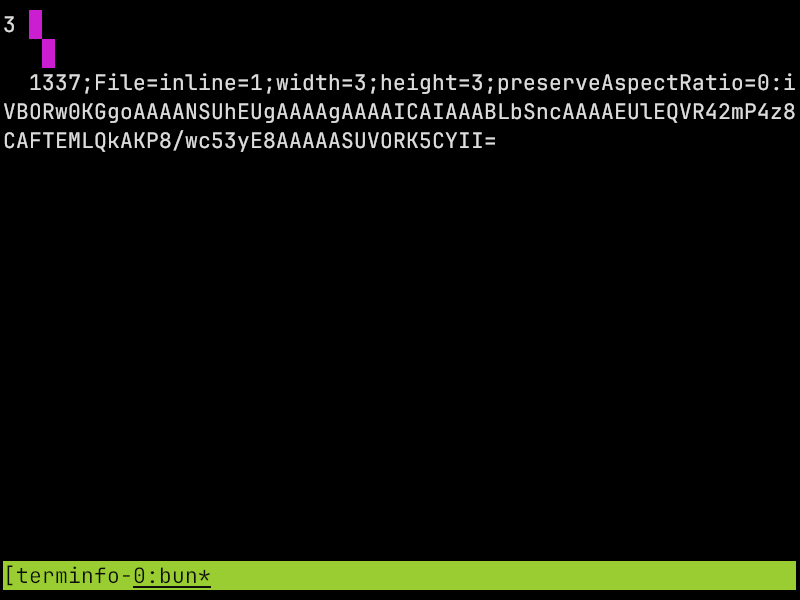 3
1337;File=inline=1;width=3;height=3;preserveAspectRatio=0:i
VBORw0KGgoAAAANSUhEUgAAAAgAAAAICAIAAABLbSncAAAAEUlEQVR42mP4z8
CAFTEMLQkAKP8/wc53yE8AAAAASUVORK5CYII=
[terminfo-0:bun*